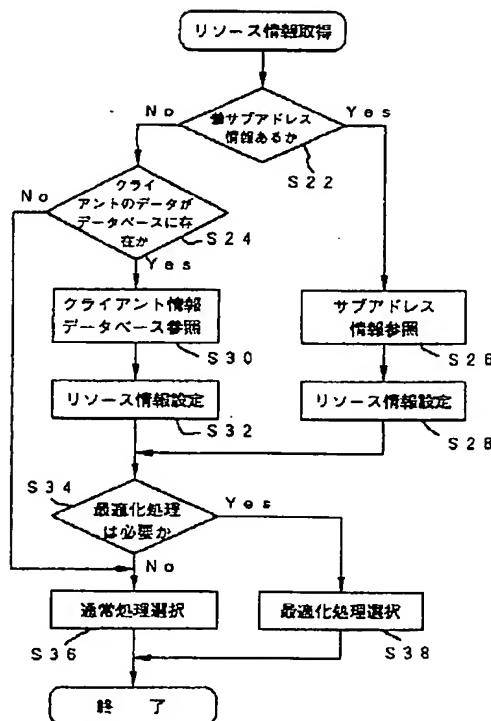 リソース情報取得
No
Yes
サブアドレス
情報あるか
S22
No
クライ
アントのデータが
データベースに存
在か
S24
Yes
クライアント情報
データベース参照
S30
サブアドレス
情報参照
S26
リソース情報設定
S32
リソース情報設定
S28
S34
最適化処理
は必要か
Yes
No
通常処理選択
S36
最適化処理選択
S38
終了